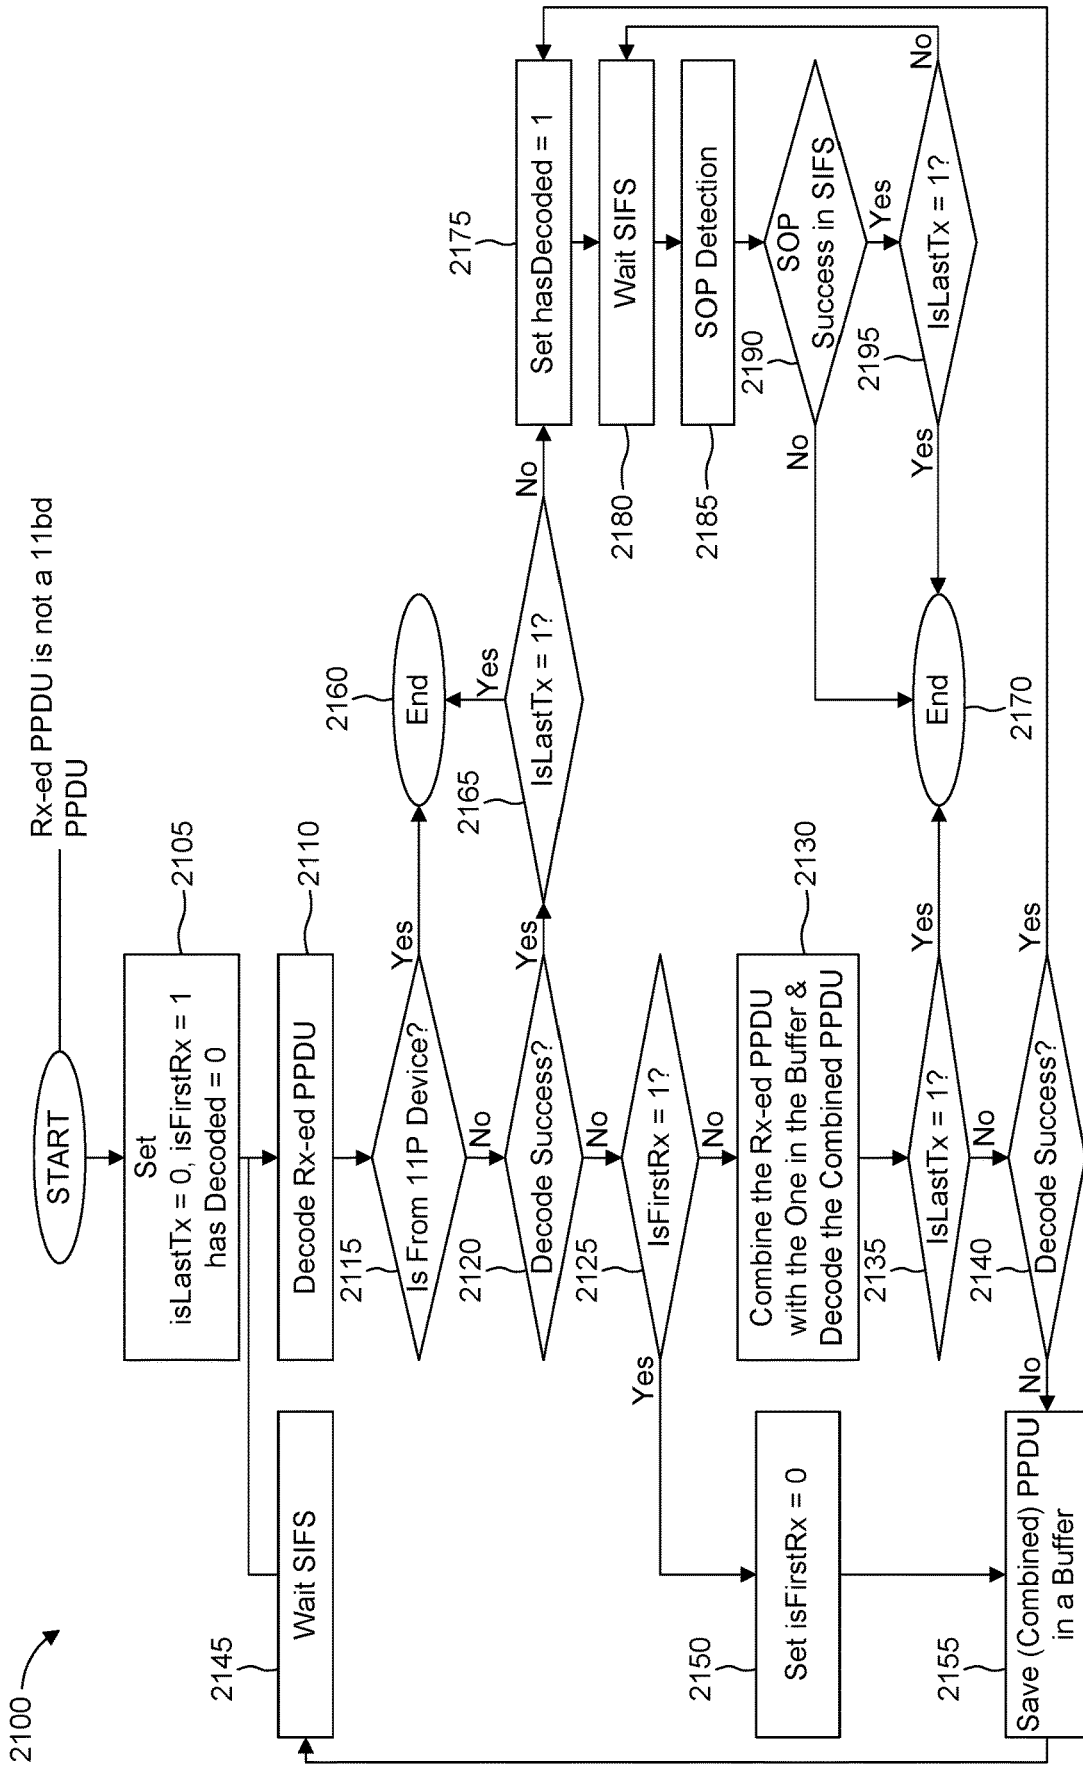 2100
START
Rx-ed PPDU is not a 11bd
PPDU
Set
isLastTx = 0, isFirstRx = 1
has Decoded = 0
2105
2145
Wait SIFS
Decode Rx-ed PPDU
2110
2115
Is From 11P Device?
Yes
No
2160
End
2120
Decode Success?
Yes
No
2165
IsLastTx = 1?
Yes
No
2125
IsFirstRx = 1?
Yes
No
2130
Combine the Rx-ed PPDU
with the One in the Buffer &
Decode the Combined PPDU
2135
IsLastTx = 1?
Yes
No
2140
Decode Success?
Yes
No
2150
Set isFirstRx = 0
2155
Save (Combined) PPDU
in a Buffer
2175
Set hasDecoded = 1
2180
Wait SIFS
2185
SOP Detection
2190
SOP
Success in SIFS
No
Yes
2195
IsLastTx = 1?
Yes
No
End
2170